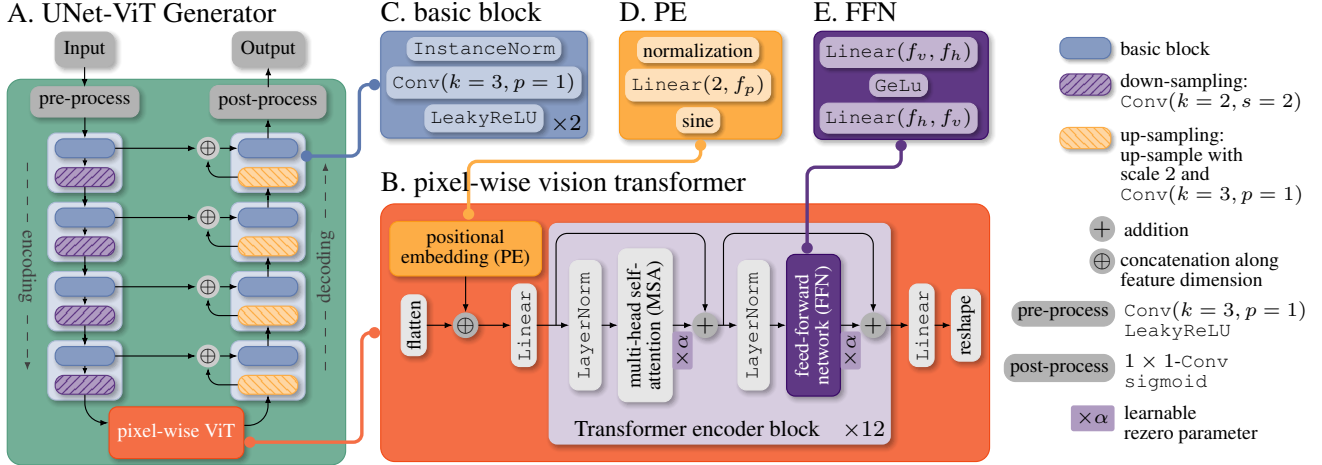 A. UNet-ViT Generator
Input
Output
pre-process
post-process
encoding
decoding
pixel-wise ViT
C. basic block
InstanceNorm
Conv(k = 3, p = 1)
LeakyReLU
×2
D. PE
normalization
Linear(2, f_p)
sine
E. FFN
Linear(f_v, f_h)
GeLu
Linear(f_h, f_v)
B. pixel-wise vision transformer
positional
embedding (PE)
flatten
Linear
LayerNorm
multi-head self-
attention (MSA)
×α
LayerNorm
feed-forward
network (FFN)
×α
Linear
reshape
Transformer encoder block ×12
basic block
down-sampling:
Conv(k = 2, s = 2)
up-sampling:
up-sample with
scale 2 and
Conv(k = 3, p = 1)
addition
concatenation along
feature dimension
pre-process
Conv(k = 3, p = 1)
LeakyReLU
post-process
1 × 1-Conv
sigmoid
×α
learnable
rezero parameter